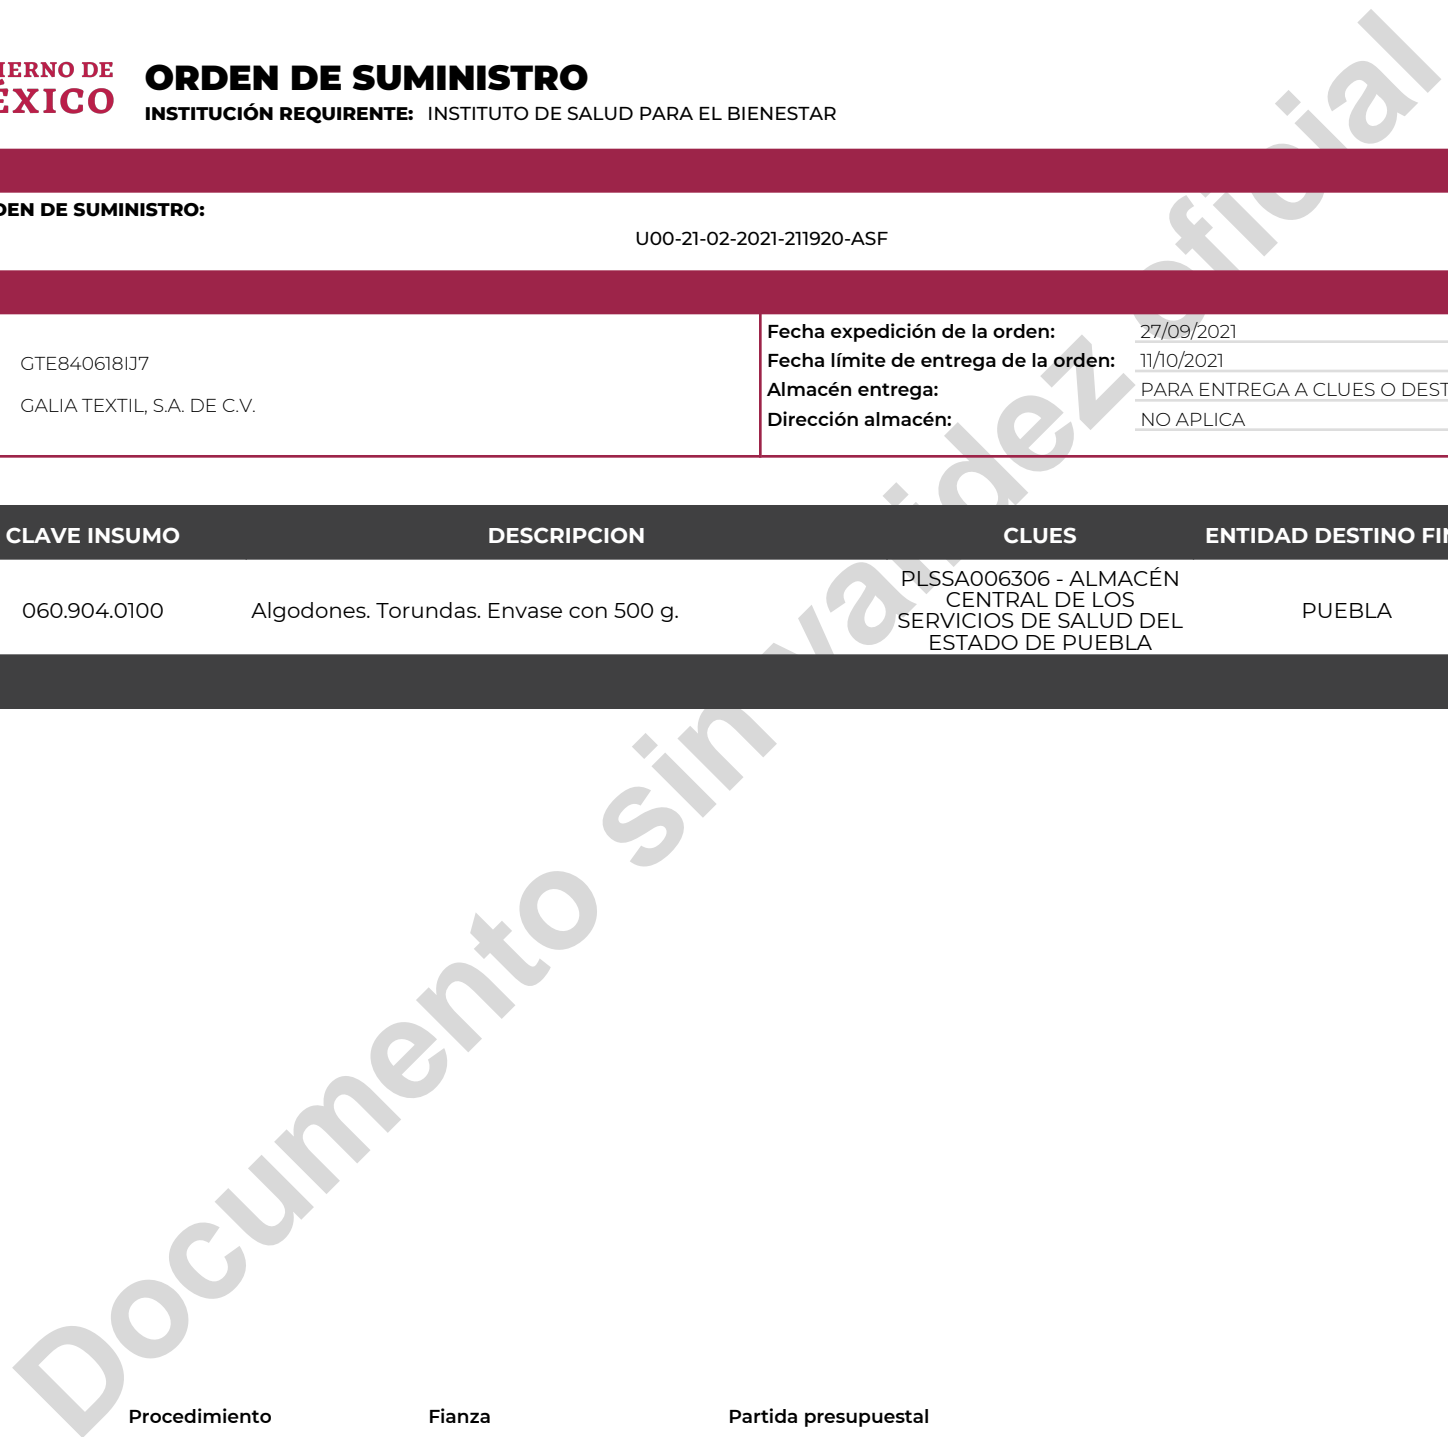 IERNO DE
ÉXICO
ORDEN DE SUMINISTRO
INSTITUCIÓN REQUIRENTE: INSTITUTO DE SALUD PARA EL BIENESTAR
DEN DE SUMINISTRO:
U00-21-02-2021-211920-ASF
GTE840618IJ7
GALIA TEXTIL, S.A. DE C.V.
Fecha expedición de la orden: 27/09/2021
Fecha límite de entrega de la orden: 11/10/2021
Almacén entrega: PARA ENTREGA A CLUES O DEST
Dirección almacén: NO APLICA
CLAVE INSUMO DESCRIPCION CLUES ENTIDAD DESTINO FIN
060.904.0100 Algodones. Torundas. Envase con 500 g. PLSSA006306 - ALMACÉN
CENTRAL DE LOS
SERVICIOS DE SALUD DEL
ESTADO DE PUEBLA
PUEBLA
Documento sin validez oficial
Procedimiento Fianza Partida presupuestal